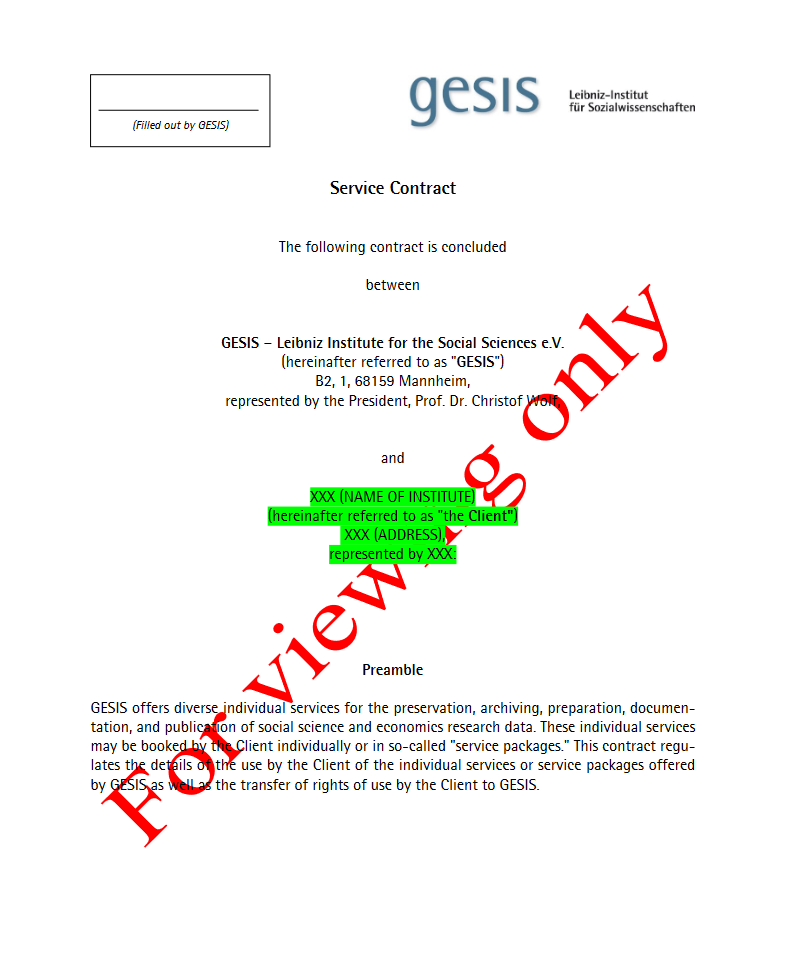 (Filled out by GESIS)
gesis
Leibniz-Institut
für Sozialwissenschaften
Service Contract
The following contract is concluded
between
GESIS – Leibniz Institute for the Social Sciences e.V.
(hereinafter referred to as "GESIS")
B2, 1, 68159 Mannheim,
represented by the President, Prof. Dr. Christof Wolf,
and
XXX (NAME OF INSTITUTE)
(hereinafter referred to as "the Client")
XXX (ADDRESS),
represented by XXX:
Preamble
GESIS offers diverse individual services for the preservation, archiving, preparation, documen-
tation, and publication of social science and economics research data. These individual services
may be booked by the Client individually or in so-called "service packages." This contract regu-
lates the details of the use by the Client of the individual services or service packages offered
by GESIS as well as the transfer of rights of use by the Client to GESIS.
For viewing only